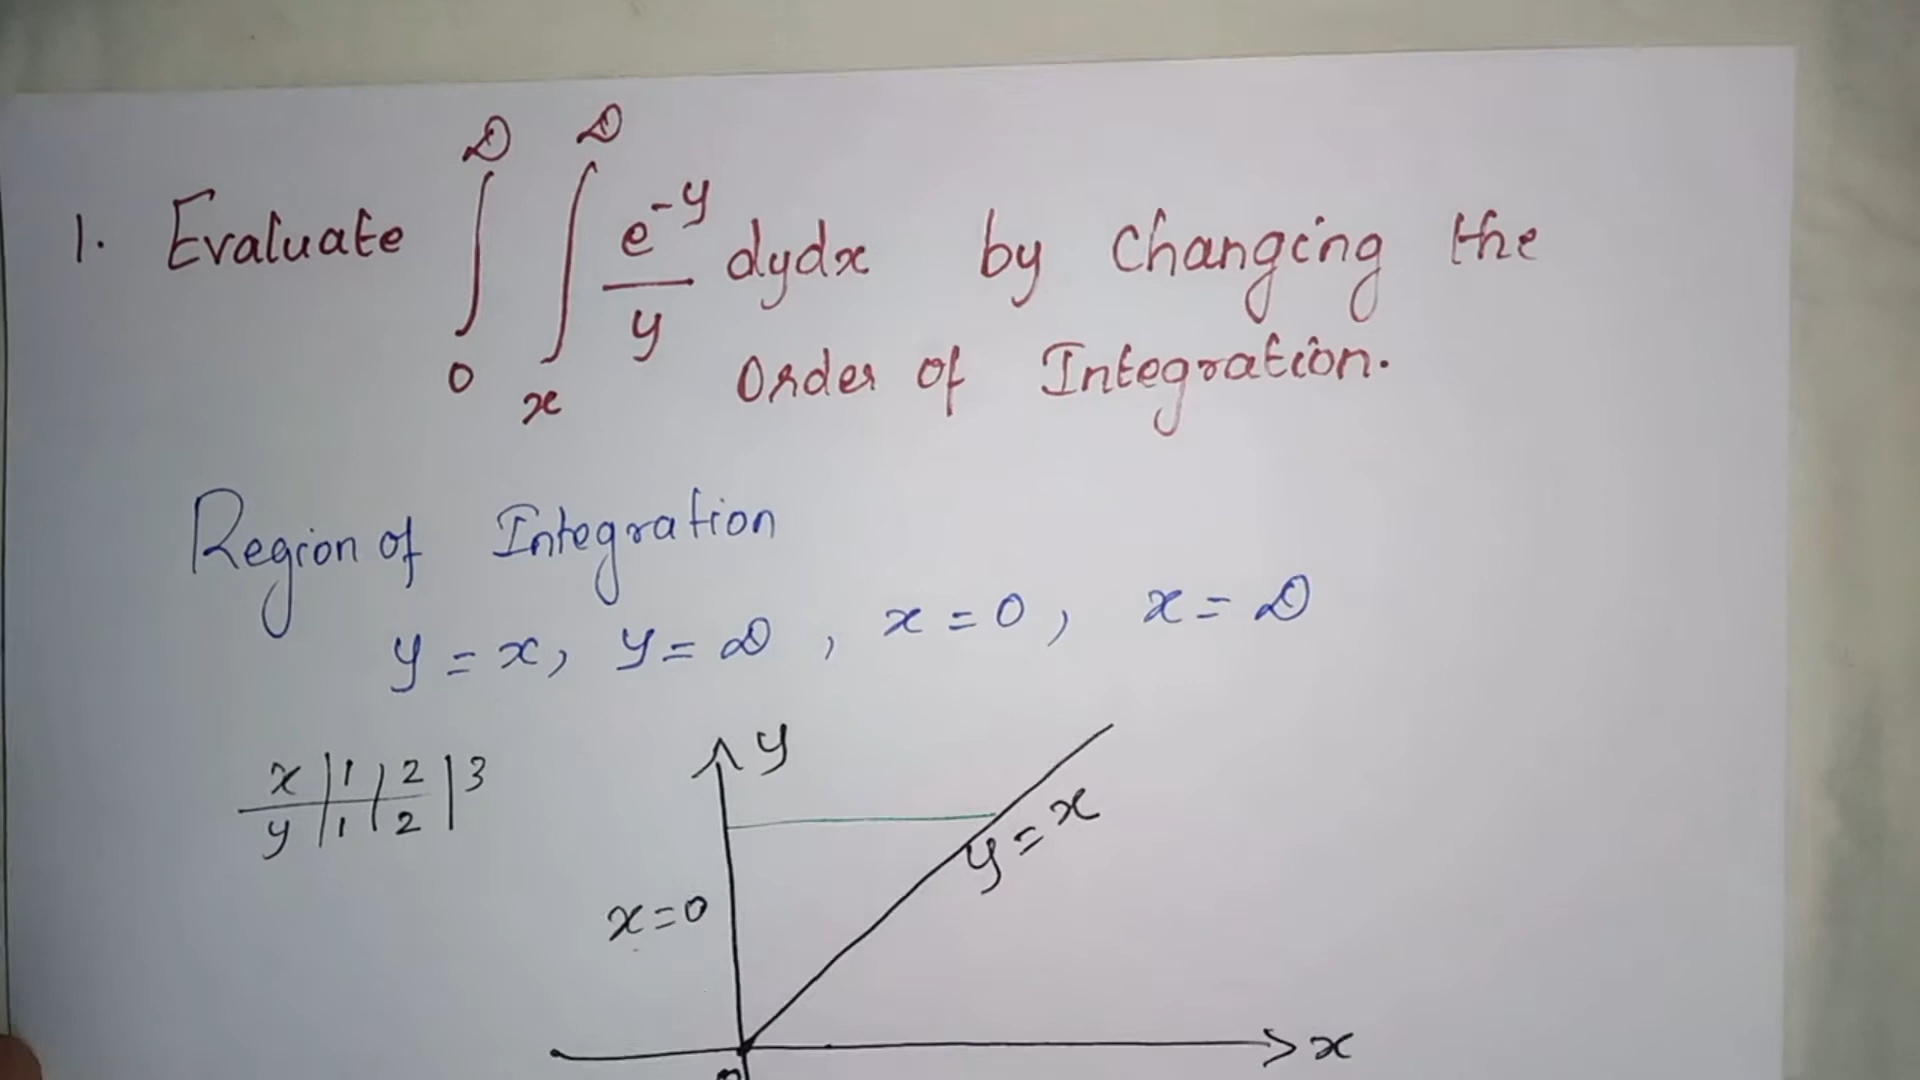 1. Evaluate ∫₀^∞ ∫ₓ^∞ e^-y/y dydx by changing the
Order of Integration.
Region of Integration
y = x, y = ∞, x = 0, x = ∞
x | 1 | 2 | 3
y | 1 | 2 |
y
y = x
x=0
x